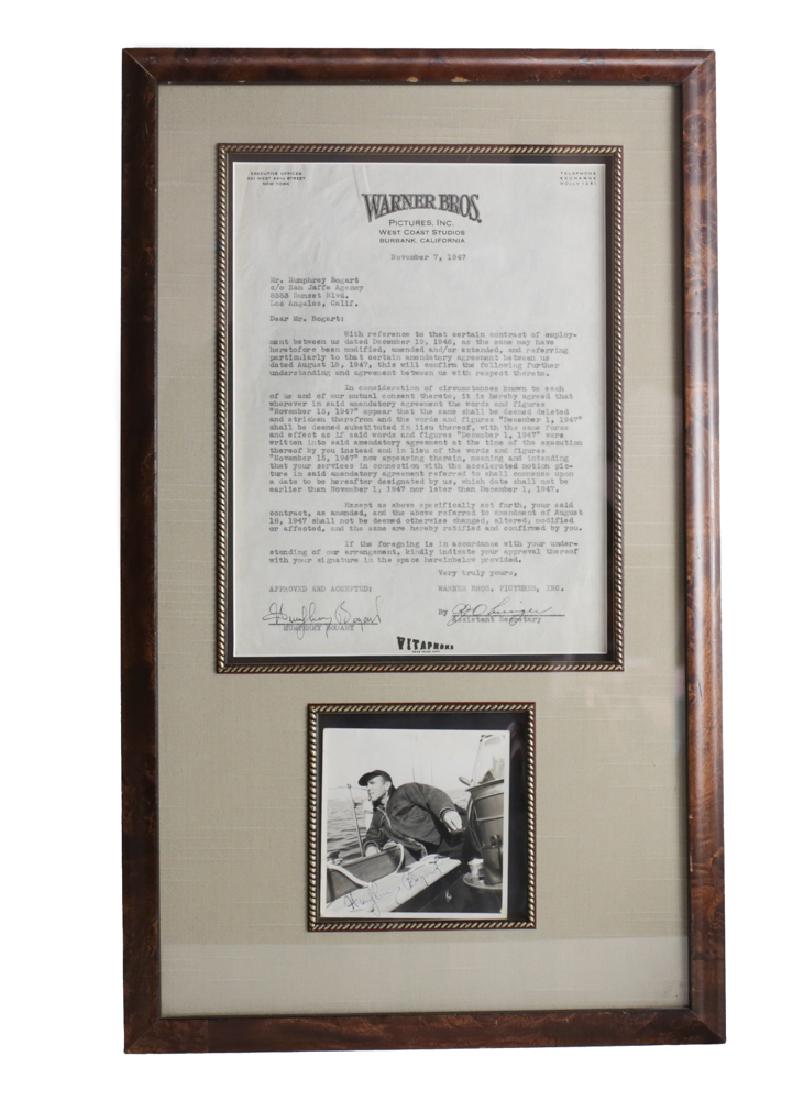 EXECUTIVE OFFICES
321 WEST 44TH STREET
NEW YORK
TELEPHONE
EXCHANGE
HOLLY 1251
WARNER BROS.
PICTURES, INC.
WEST COAST STUDIOS
BURBANK, CALIFORNIA
November 7, 1947
Mr. Humphrey Bogart
c/o Sam Jaffe Agency
8553 Sunset Blvd.
Los Angeles, Calif.
Dear Mr. Bogart:
With reference to that certain contract of employ-
ment between us dated December 19, 1946, as the same may have
heretofore been modified, amended and/or extended, and referring
particularly to that certain amendatory agreement between us
dated August 18, 1947, this will confirm the following further
understanding and agreement between us with respect thereto.
In consideration of circumstances known to each
of us and of our mutual consent thereto, it is hereby agreed that
wherever in said amendatory agreement the words and figures
"November 15, 1947" appear that the same shall be deemed deleted
and stricken therefrom and the words and figures "December 1, 1947"
shall be deemed substituted in lieu thereof, with the same force
and effect as if said words and figures "December 1, 1947" were
written into said amendatory agreement at the time of the execution
thereof by you instead and in lieu of the words and figures
"November 15, 1947" now appearing therein, meaning and intending
that your services in connection with the accelerated motion pic-
ture in said amendatory agreement referred to shall commence upon
a date to be hereafter designated by us, which date shall not be
earlier than November 1, 1947 nor later than December 1, 1947.
Except as above specifically set forth, your said
contract, as amended, and the above referred to amendment of August
18, 1947 shall not be deemed otherwise changed, altered, modified
or affected, and the same are hereby ratified and confirmed by you.
If the foregoing is in accordance with your under-
standing of our arrangement, kindly indicate your approval thereof
with your signature in the space hereinbelow provided.
Very truly yours,
APPROVED AND ACCEPTED:
WARNER BROS. PICTURES, INC.
Humphrey Bogart
HUMPHREY BOGART
By
Assistant Secretary
VITAPHONE
Humphrey Bogart